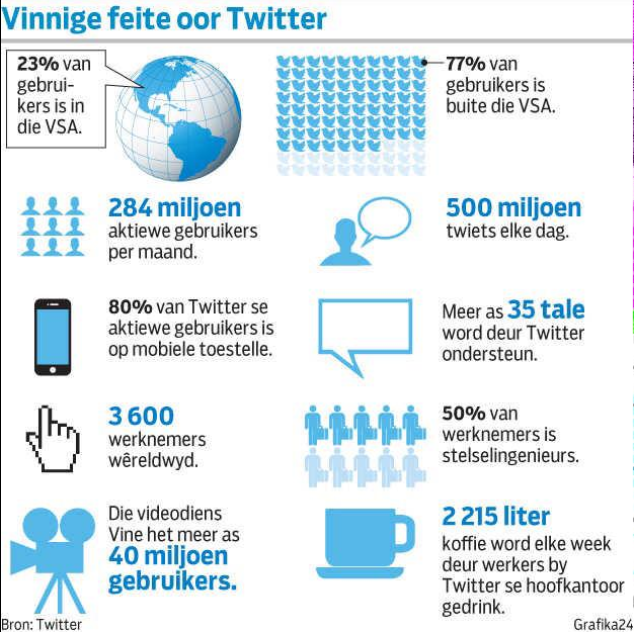 Vinnige feite oor Twitter
23% van
gebrui-
kers is in
die VSA.
77% van
gebruikers is
buite die VSA.
284 miljoen
aktiewe gebruikers
per maand.
500 miljoen
twiets elke dag.
80% van Twitter se
aktiewe gebruikers is
op mobiele toestelle.
Meer as 35 tale
word deur Twitter
ondersteun.
3 600
werknemers
wêreldwyd.
50% van
werknemers is
stelselingenieurs.
Die videodiens
Vine het meer as
40 miljoen
gebruikers.
2 215 liter
koffie word elke week
deur werkers by
Twitter se hoofkantoor
gedrink.
Bron: Twitter
Grafika24